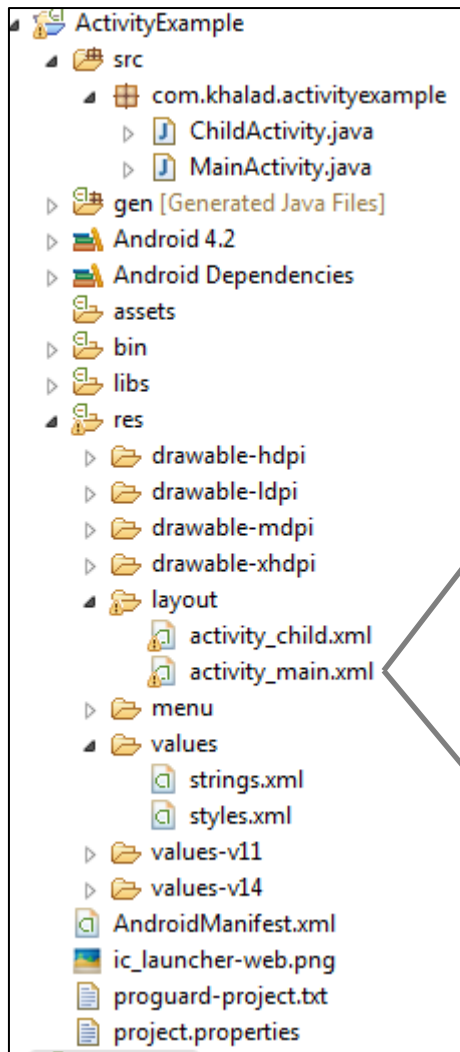 ActivityExample
src
com.khalad.activityexample
ChildActivity.java
MainActivity.java
gen [Generated Java Files]
Android 4.2
Android Dependencies
assets
bin
libs
res
drawable-hdpi
drawable-ldpi
drawable-mdpi
drawable-xhdpi
layout
activity_child.xml
activity_main.xml
menu
values
strings.xml
styles.xml
values-v11
values-v14
AndroidManifest.xml
ic_launcher-web.png
proguard-project.txt
project.properties